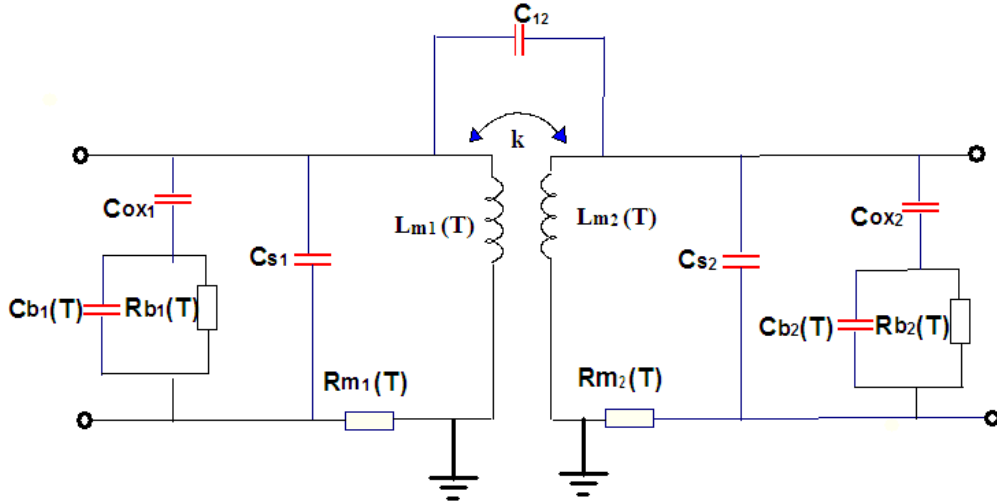 C12
k
Cox1
Lm1(T)
Lm2(T)
Cox2
Cs1
Cs2
Cb1(T)
Rb1(T)
Cb2(T)
Rb2(T)
Rm1(T)
Rm2(T)